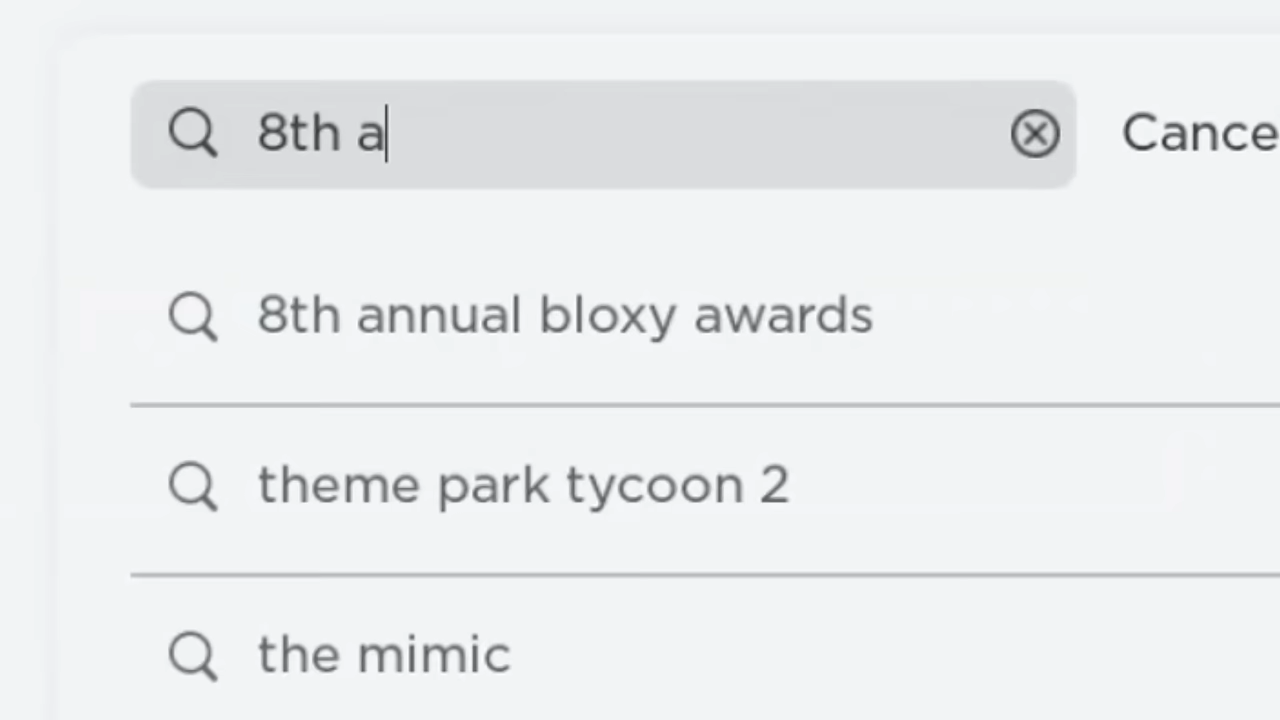 8th a
Cance
8th annual bloxy awards
theme park tycoon 2
the mimic